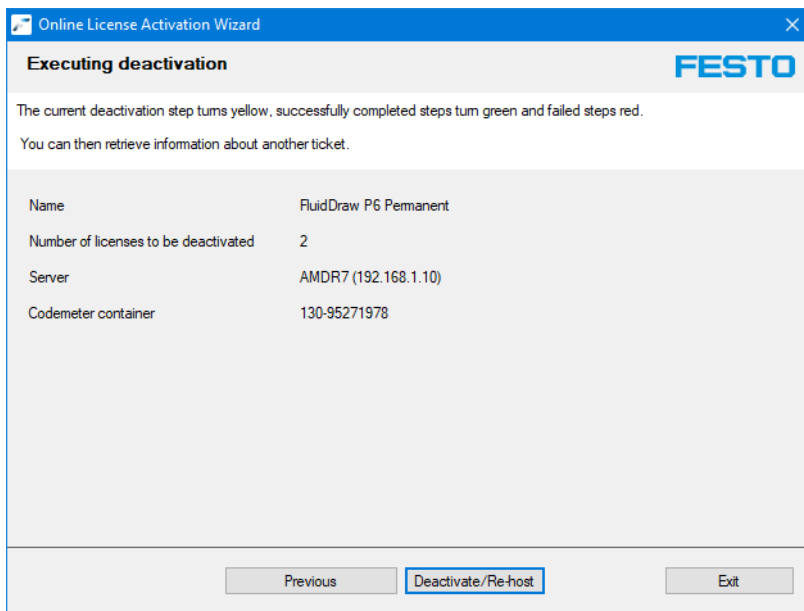 Online License Activation Wizard
Executing deactivation
FESTO
The current deactivation step turns yellow, successfully completed steps turn green and failed steps red.
You can then retrieve information about another ticket.
Name FluidDraw P6 Permanent
Number of licenses to be deactivated 2
Server AMDR7 (192.168.1.10)
Codemeter container 130-95271978
Previous Deactivate/Re-host Exit